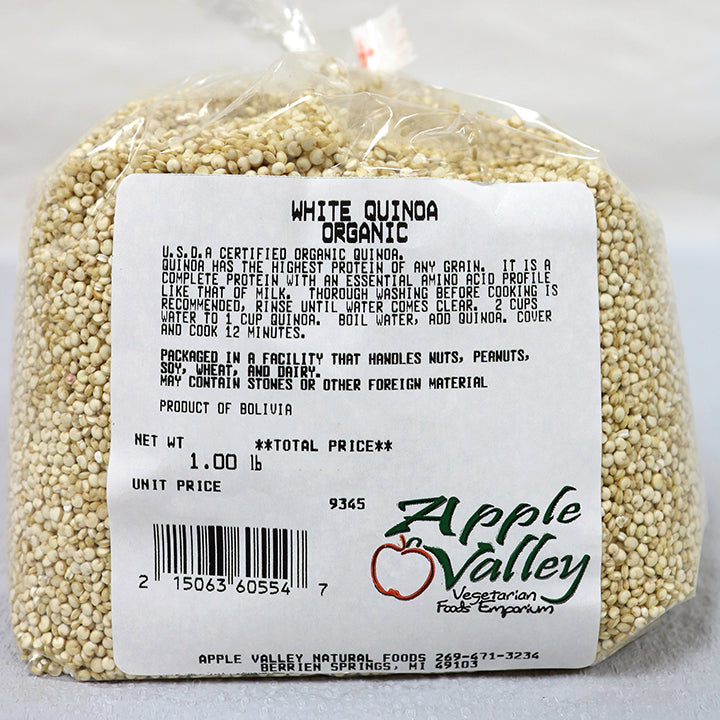 WHITE QUINOA
ORGANIC
U.S.D.A CERTIFIED ORGANIC QUINOA.
QUINOA HAS THE HIGHEST PROTEIN OF ANY GRAIN. IT IS A
COMPLETE PROTEIN WITH AN ESSENTIAL AMINO ACID PROFILE
LIKE THAT OF MILK. THOROUGH WASHING BEFORE COOKING IS
RECOMMENDED, RINSE UNTIL WATER COMES CLEAR. 2 CUPS
WATER TO 1 CUP QUINOA. BOIL WATER, ADD QUINOA. COVER
AND COOK 12 MINUTES.
PACKAGED IN A FACILITY THAT HANDLES NUTS, PEANUTS,
SOY, WHEAT, AND DAIRY.
MAY CONTAIN STONES OR OTHER FOREIGN MATERIAL
PRODUCT OF BOLIVIA
NET WT **TOTAL PRICE**
1.00 lb
UNIT PRICE
9345
2 15063 60554 7
Apple
Valley
Vegetarian
Foods Emporium
APPLE VALLEY NATURAL FOODS 269-471-3234
BERRIEN SPRINGS, MI 49103